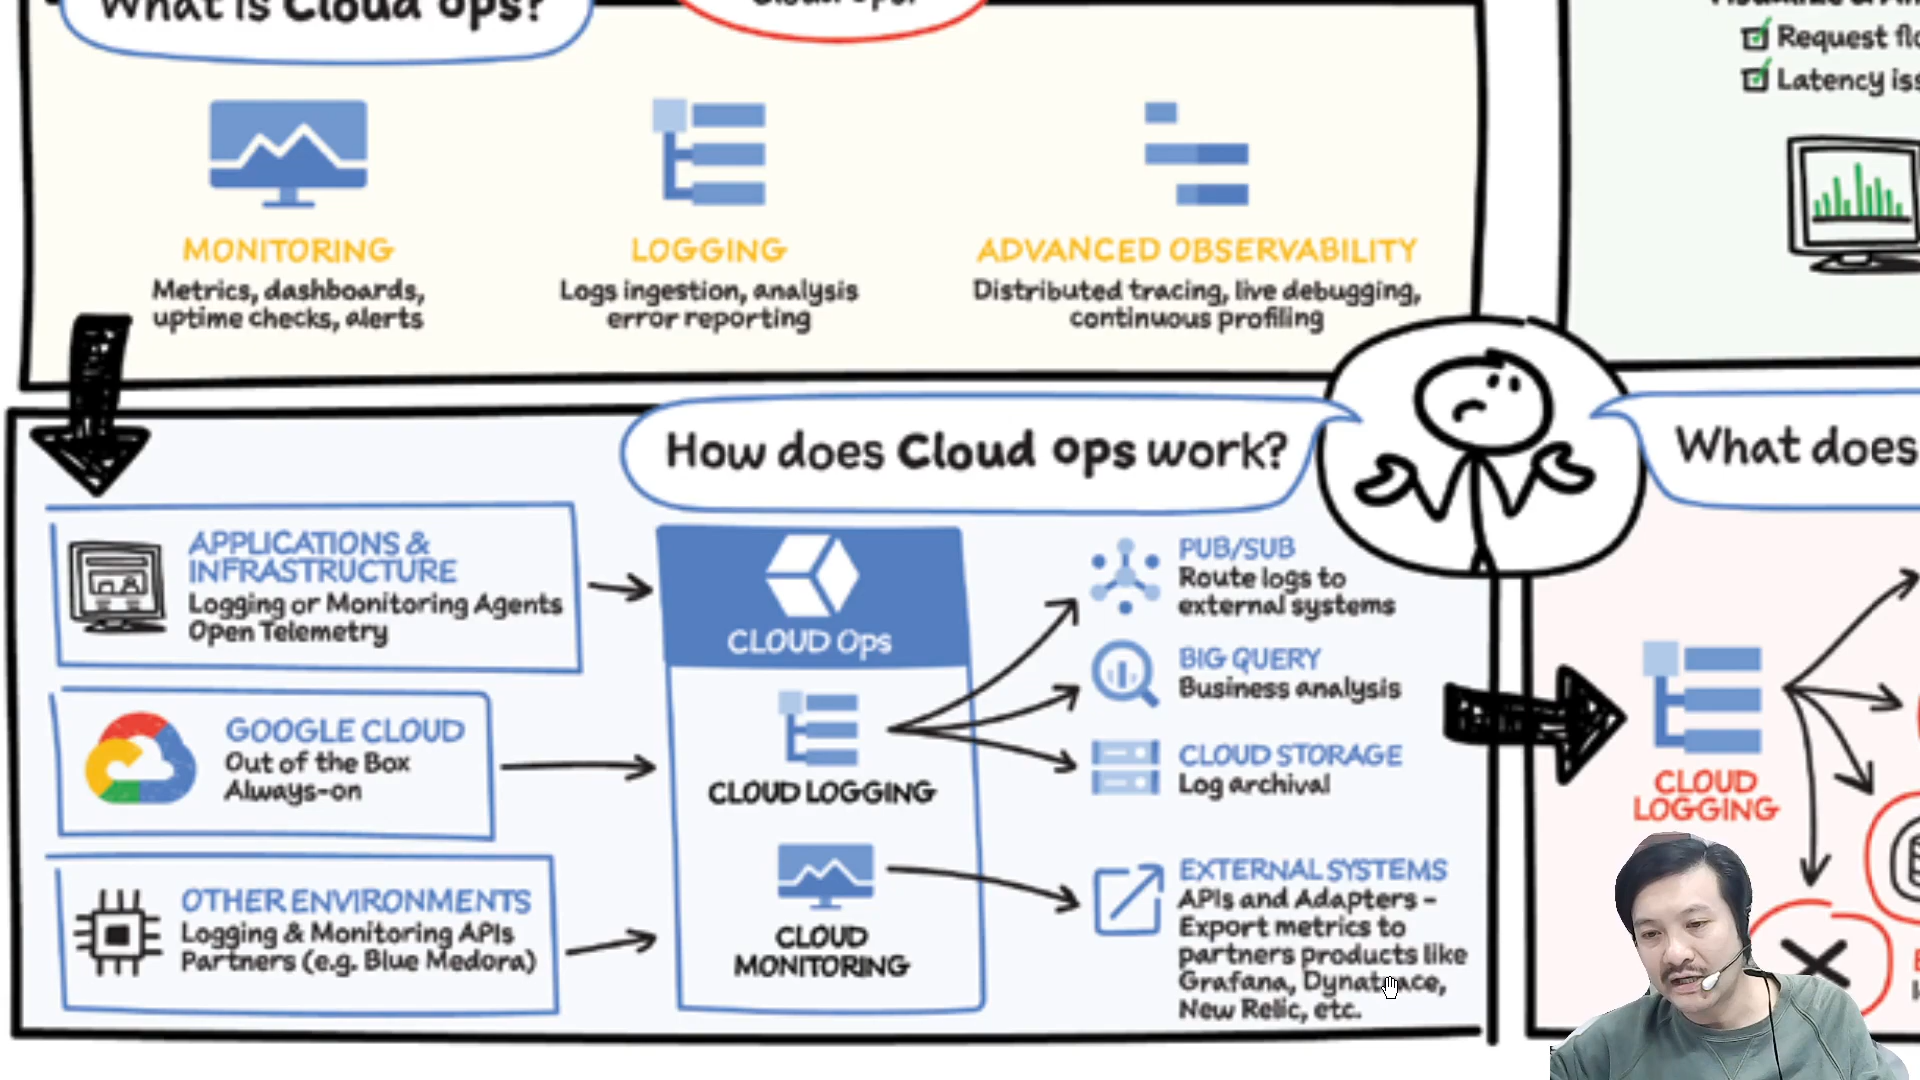 What is Cloud ops?
Cloud Ops?
MONITORING
Metrics, dashboards,
uptime checks, alerts
LOGGING
Logs ingestion, analysis
error reporting
ADVANCED OBSERVABILITY
Distributed tracing, live debugging,
continuous profiling
Request flo
Latency iss
How does Cloud ops work?
APPLICATIONS &
INFRASTRUCTURE
Logging or Monitoring Agents
Open Telemetry
GOOGLE CLOUD
Out of the Box
Always-on
OTHER ENVIRONMENTS
Logging & Monitoring APIs
Partners (e.g. Blue Medora)
CLOUD Ops
CLOUD LOGGING
CLOUD
MONITORING
PUB/SUB
Route logs to
external systems
BIG QUERY
Business analysis
CLOUD STORAGE
Log archival
EXTERNAL SYSTEMS
APIs and Adapters -
Export metrics to
partners products like
Grafana, Dynatrace,
New Relic, etc.
What does
CLOUD
LOGGING